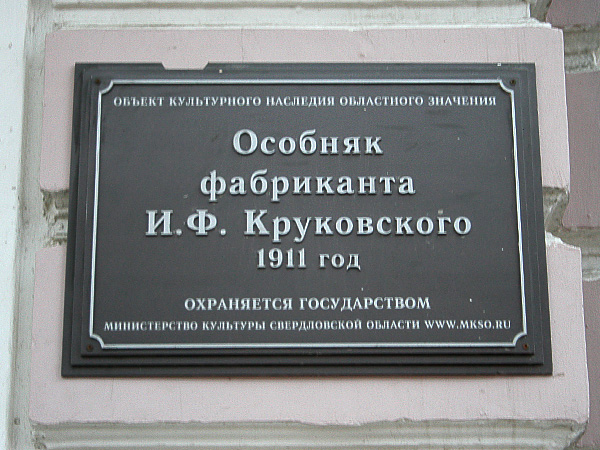 ОБЪЕКТ КУЛЬТУРНОГО НАСЛЕДИЯ ОБЛАСТНОГО ЗНАЧЕНИЯ
Особняк
фабриканта
И.Ф. Круковского
1911 год
ОХРАНЯЕТСЯ ГОСУДАРСТВОМ
МИНИСТЕРСТВО КУЛЬТУРЫ СВЕРДЛОВСКОЙ ОБЛАСТИ WWW.MKSO.RU